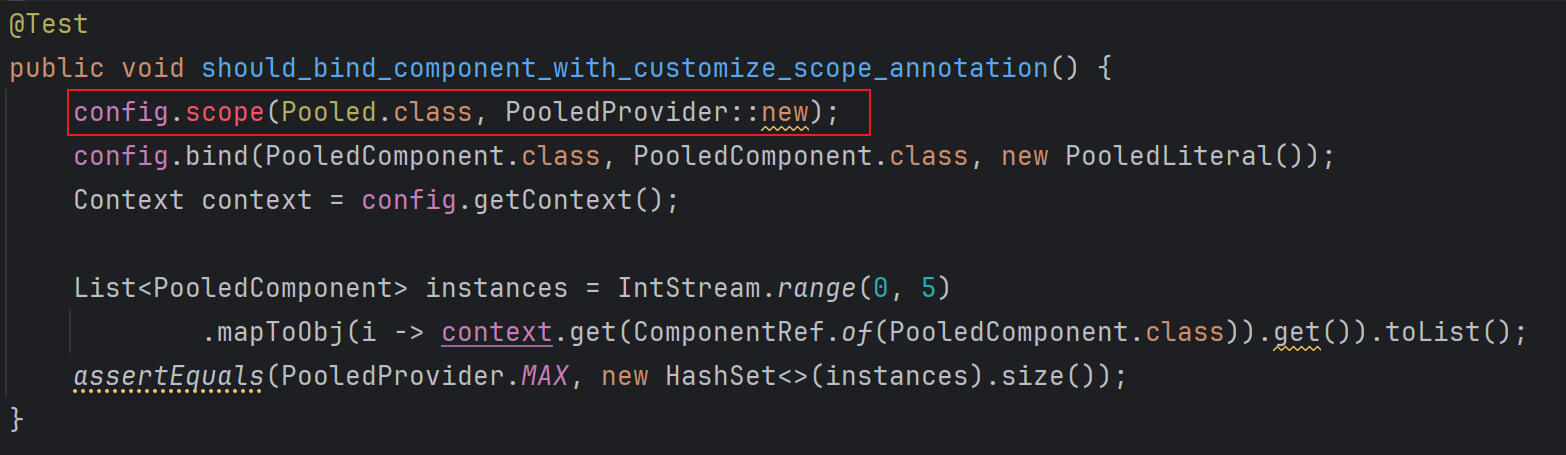 @Test
public void should_bind_component_with_customize_scope_annotation() {
config.scope(Pooled.class, PooledProvider::new);
config.bind(PooledComponent.class, PooledComponent.class, new PooledLiteral());
Context context = config.getContext();
List<PooledComponent> instances = IntStream.range(0, 5)
.mapToObj(i -> context.get(ComponentRef.of(PooledComponent.class)).get()).toList();
assertEquals(PooledProvider.MAX, new HashSet<>(instances).size());
}